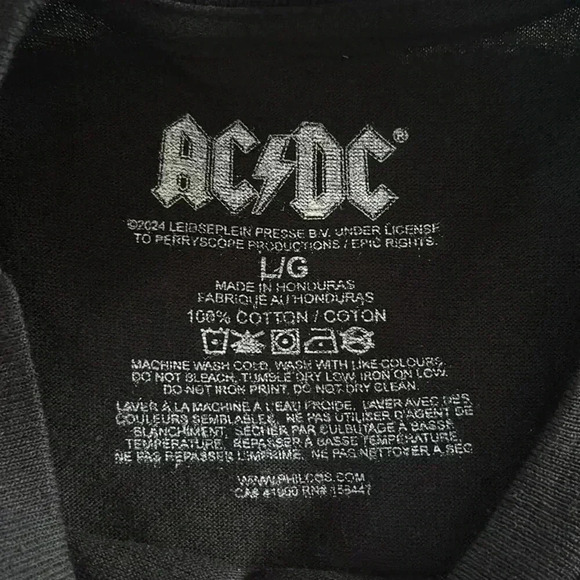 AC⚡DC®
©2024 LEIDSEPLEIN PRESSE B.V. UNDER LICENSE
TO PERRYSCOPE PRODUCTIONS / EPIC RIGHTS.
L/G
MADE IN HONDURAS
FABRIQUÉ AU HONDURAS
100% COTTON / COTON
MACHINE WASH COLD, WASH WITH LIKE COLOURS.
DO NOT BLEACH, TUMBLE DRY LOW, IRON ON LOW.
DO NOT IRON PRINT, DO NOT DRY CLEAN.
LAVER À LA MACHINE À L'EAU FROIDE, LAVER AVEC DES
COULEURS SEMBLABLES. NE PAS UTILISER D'AGENT DE
BLANCHIMENT. SÉCHER PAR CULBUTAGE À BASSE
TEMPÉRATURE. REPASSER À BASSE TEMPÉRATURE,
NE PAS REPASSER L'IMPRIMÉ. NE PAS NETTOYER À SEC
WWW.PHILCOS.COM
CA# 41000 RN# 156447